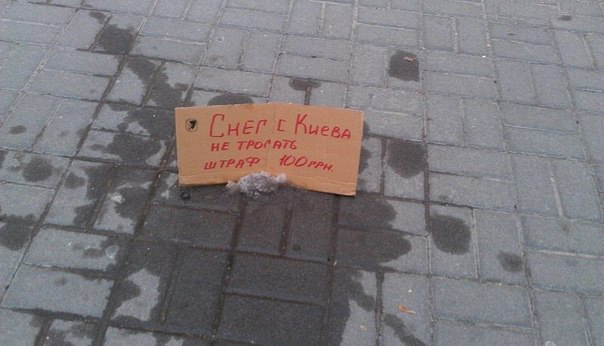 Снег с Киева
не трогать
штраф 100грн.